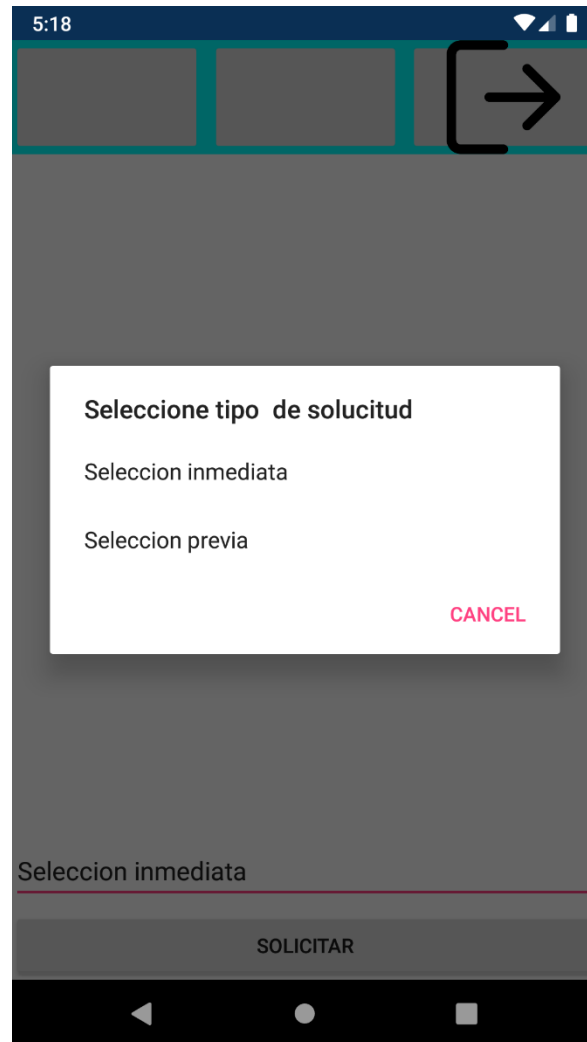 5:18
Seleccione tipo  de solucitud
Seleccion inmediata
Seleccion previa
CANCEL
Seleccion inmediata
SOLICITAR